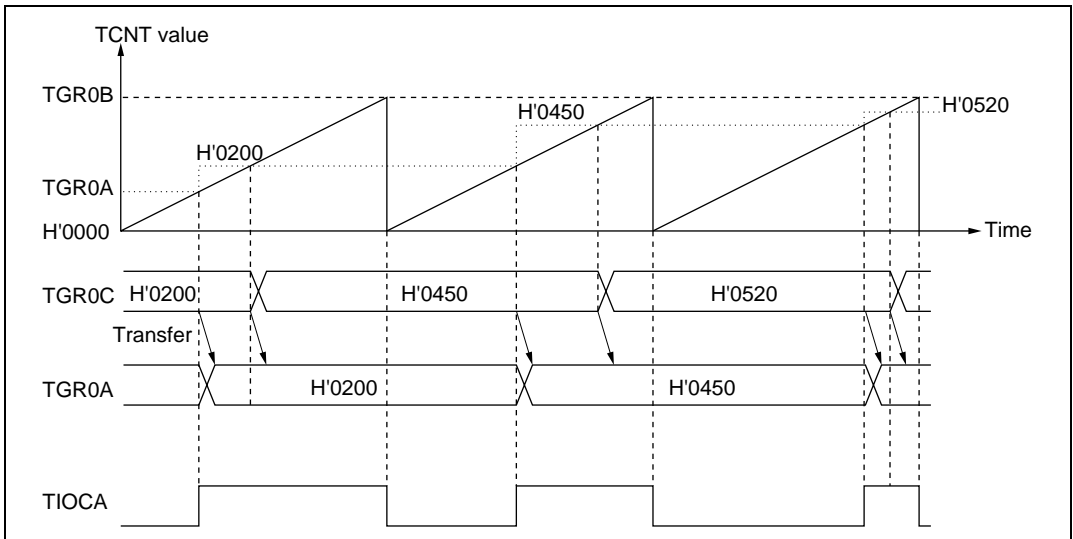 TCNT value
TGR0B
H'0520
H'0450
H'0200
TGR0A
H'0000
Time
TGR0C
H'0200
H'0450
H'0520
Transfer
TGR0A
H'0200
H'0450
TIOCA